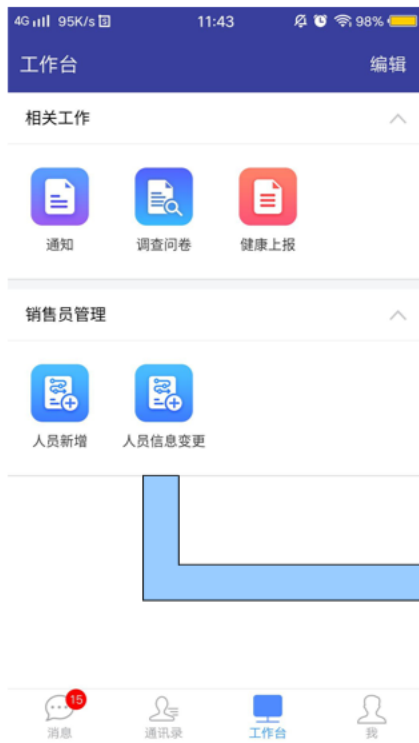 4G 95K/s 11:43 98%
工作台 编辑
相关工作
通知 调查问卷 健康上报
销售员管理
人员新增 人员信息变更
15
消息 通讯录 工作台 我